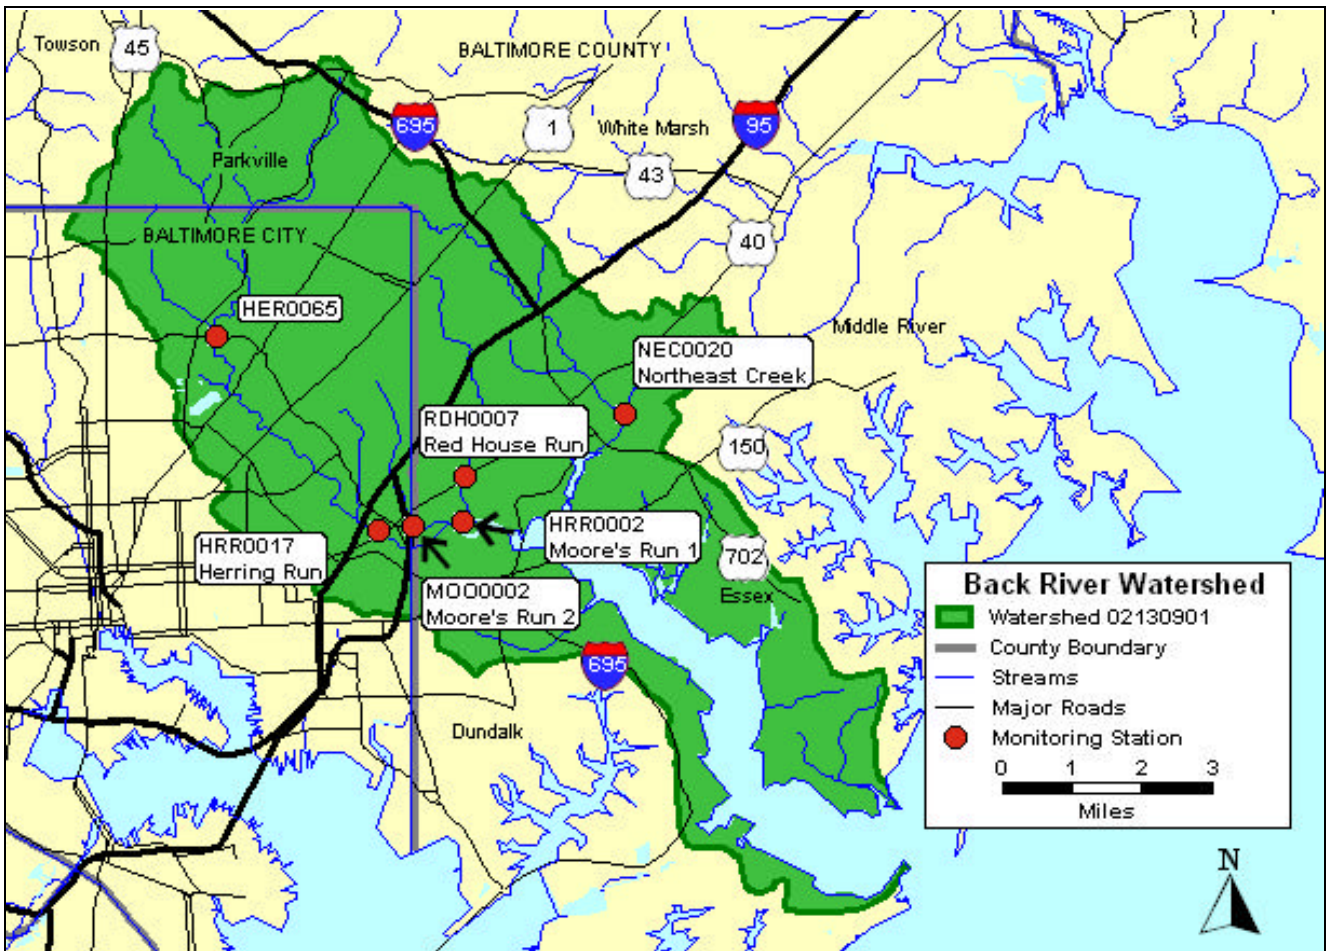 Towson
45
BALTIMORE COUNTY
695
1
White Marsh
95
Parkville
43
BALTIMORE CITY
40
HER0065
Middle River
NEC0020
Northeast Creek
RDH0007
Red House Run
150
HRR0017
Herring Run
HRR0002
Moore's Run 1
702
MOO0002
Moore's Run 2
Essex
695
Dundalk
Back River Watershed
Watershed 02130901
County Boundary
Streams
Major Roads
Monitoring Station
0 1 2 3
Miles
N